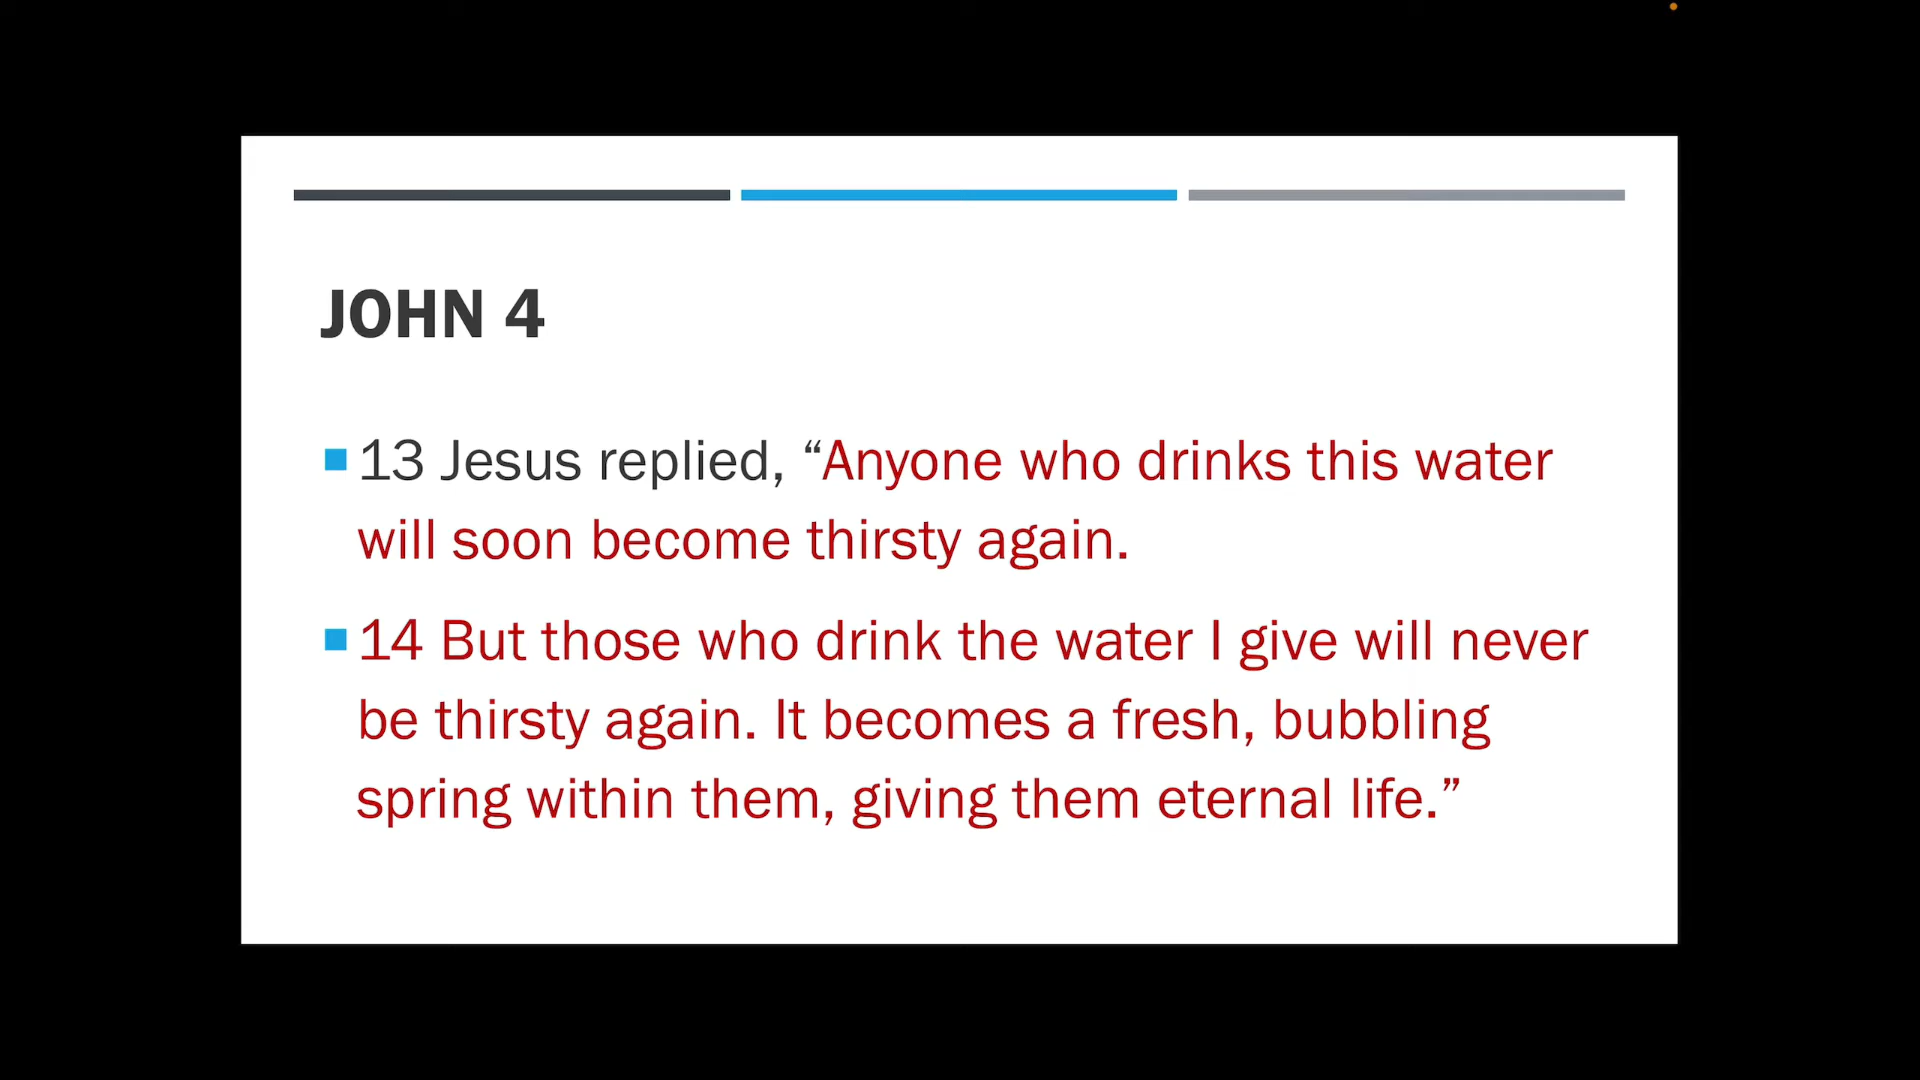 JOHN 4
13 Jesus replied, “Anyone who drinks this water
will soon become thirsty again.
14 But those who drink the water I give will never
be thirsty again. It becomes a fresh, bubbling
spring within them, giving them eternal life.”